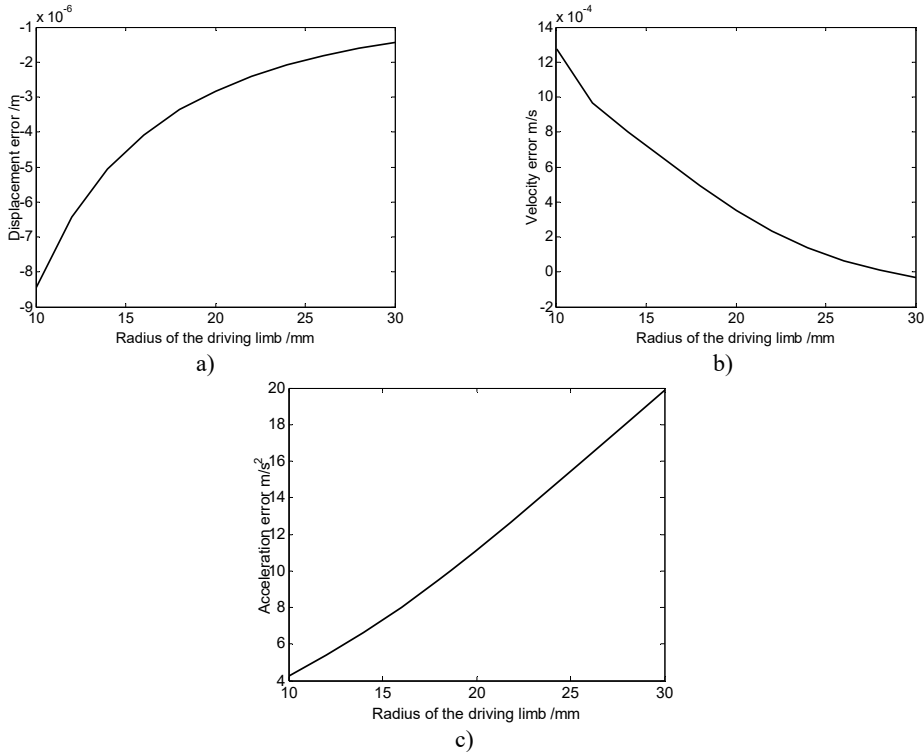 x 10^-6
-1
-2
-3
-4
-5
-6
-7
-8
-9
10 15 20 25 30
Displacement error /m
Radius of the driving limb /mm
a)
x 10^-4
14
12
10
8
6
4
2
0
-2
10 15 20 25 30
Velocity error m/s
Radius of the driving limb /mm
b)
20
18
16
14
12
10
8
6
4
10 15 20 25 30
Acceleration error m/s^2
Radius of the driving limb /mm
c)